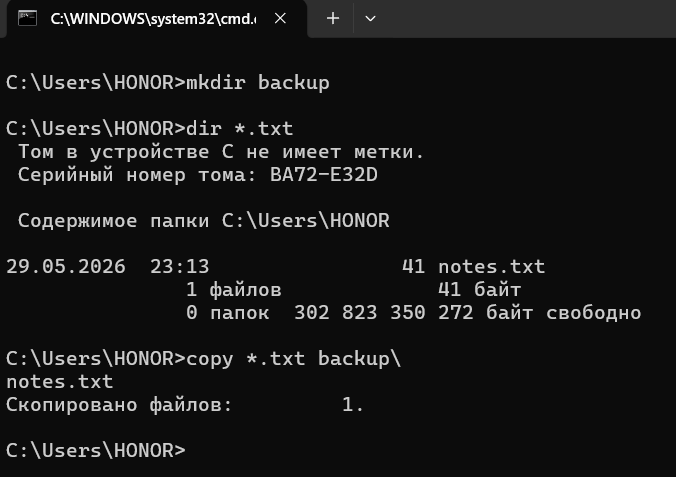 C:\WINDOWS\system32\cmd.e
C:\Users\HONOR>mkdir backup
C:\Users\HONOR>dir *.txt
Том в устройстве C не имеет метки.
Серийный номер тома: BA72-E32D
Содержимое папки C:\Users\HONOR
29.05.2026  23:13                41 notes.txt
1 файлов             41 байт
0 папок  302 823 350 272 байт свободно
C:\Users\HONOR>copy *.txt backup\
notes.txt
Скопировано файлов:         1.
C:\Users\HONOR>